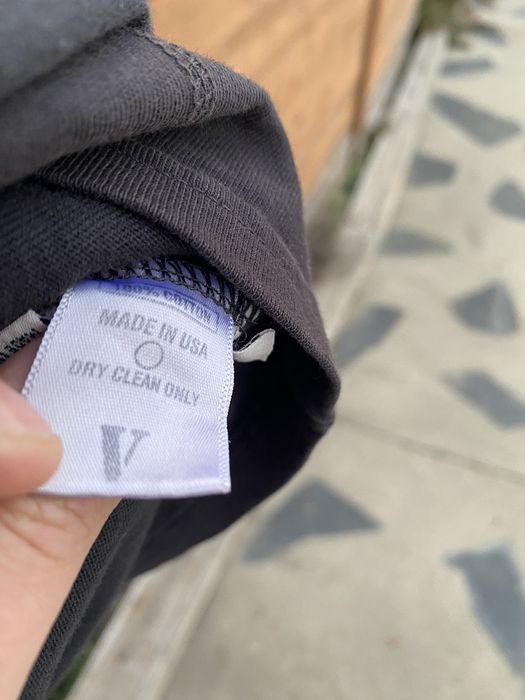 100% COTTON
MADE IN USA
DRY CLEAN ONLY
V